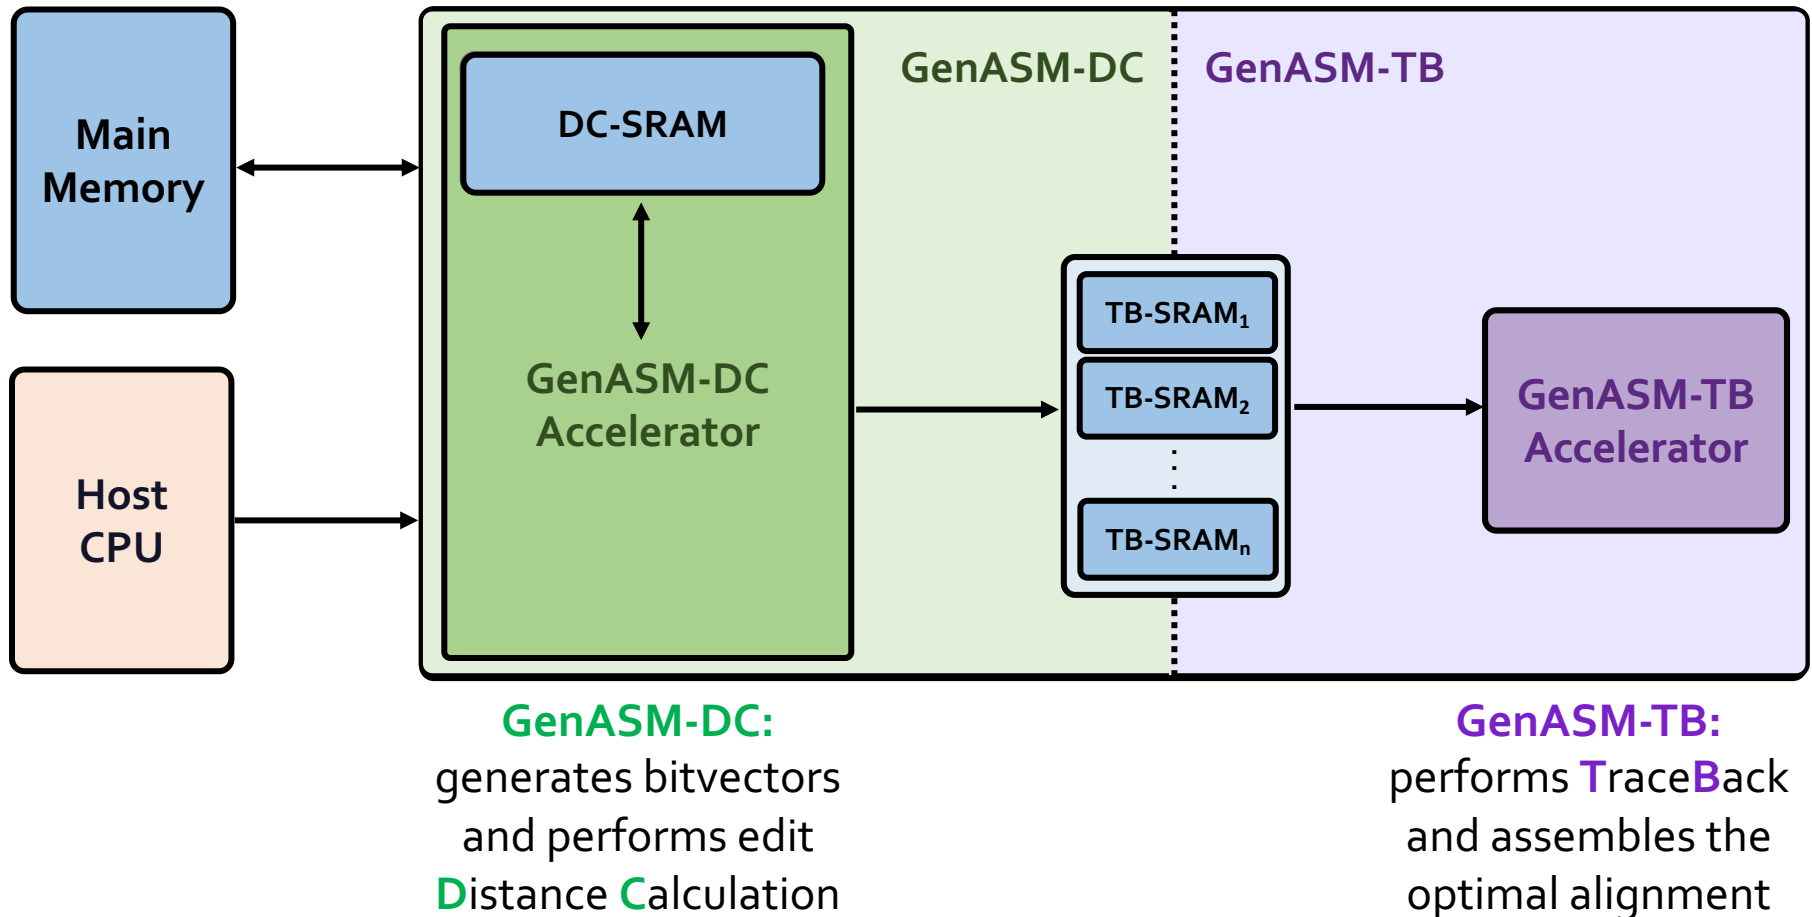 Main
Memory
Host
CPU
GenASM-DC
GenASM-TB
DC-SRAM
GenASM-DC
Accelerator
TB-SRAM₁
TB-SRAM₂
⋮
TB-SRAMₙ
GenASM-TB
Accelerator
GenASM-DC:
generates bitvectors
and performs edit
Distance Calculation
GenASM-TB:
performs TraceBack
and assembles the
optimal alignment